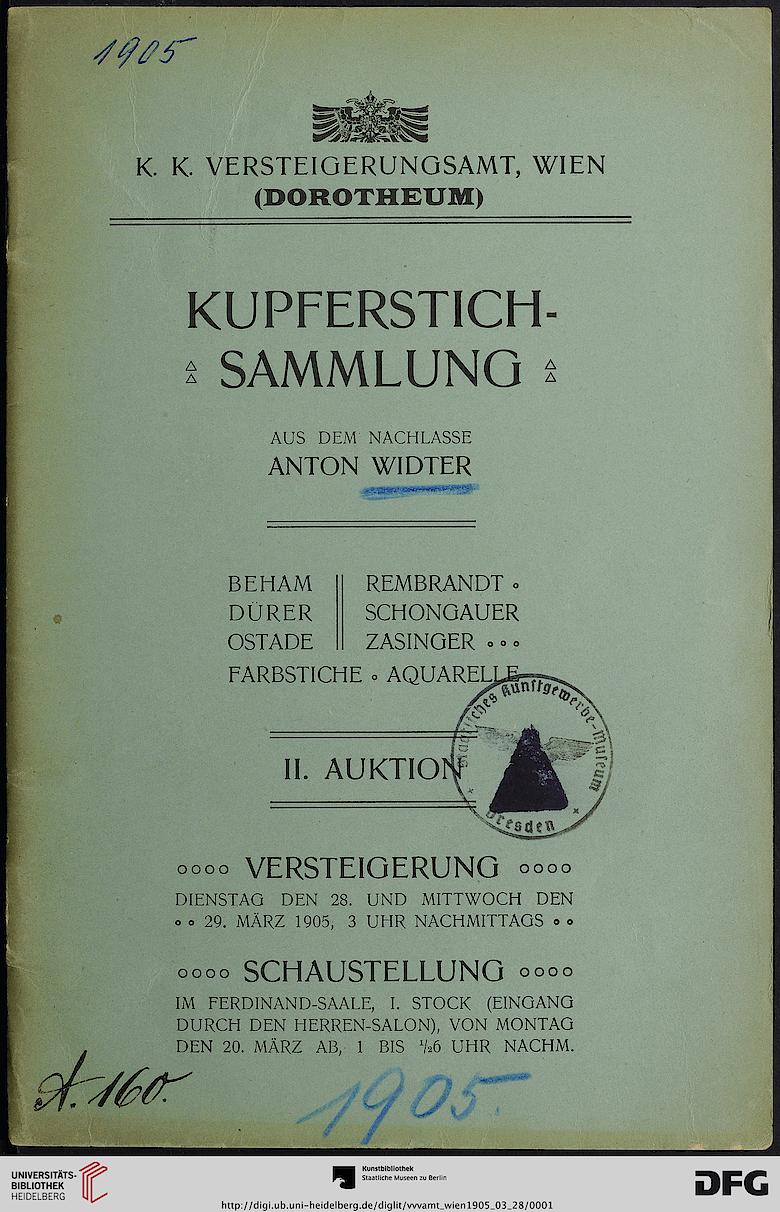 1905
K. K. VERSTEIGERUNGSAMT, WIEN
(DOROTHEUM)
KUPFERSTICH-
SAMMLUNG
AUS DEM NACHLASSE
ANTON WIDTER
BEHAM
DÜRER
OSTADE
REMBRANDT
SCHONGAUER
ZASINGER
FARBSTICHE ∘ AQUARELLE
II. AUKTION
Kunstgewerbe-Museum
Dresden
VERSTEIGERUNG
DIENSTAG DEN 28. UND MITTWOCH DEN
29. MÄRZ 1905, 3 UHR NACHMITTAGS
SCHAUSTELLUNG
IM FERDINAND-SAALE, I. STOCK (EINGANG
DURCH DEN HERREN-SALON), VON MONTAG
DEN 20. MÄRZ AB, 1 BIS ½6 UHR NACHM.
A. 160.
1905.
UNIVERSITÄTS-
BIBLIOTHEK
HEIDELBERG
Kunstbibliothek
Staatliche Museen zu Berlin
DFG
http://digi.ub.uni-heidelberg.de/diglit/vvvamt_wien1905_03_28/0001